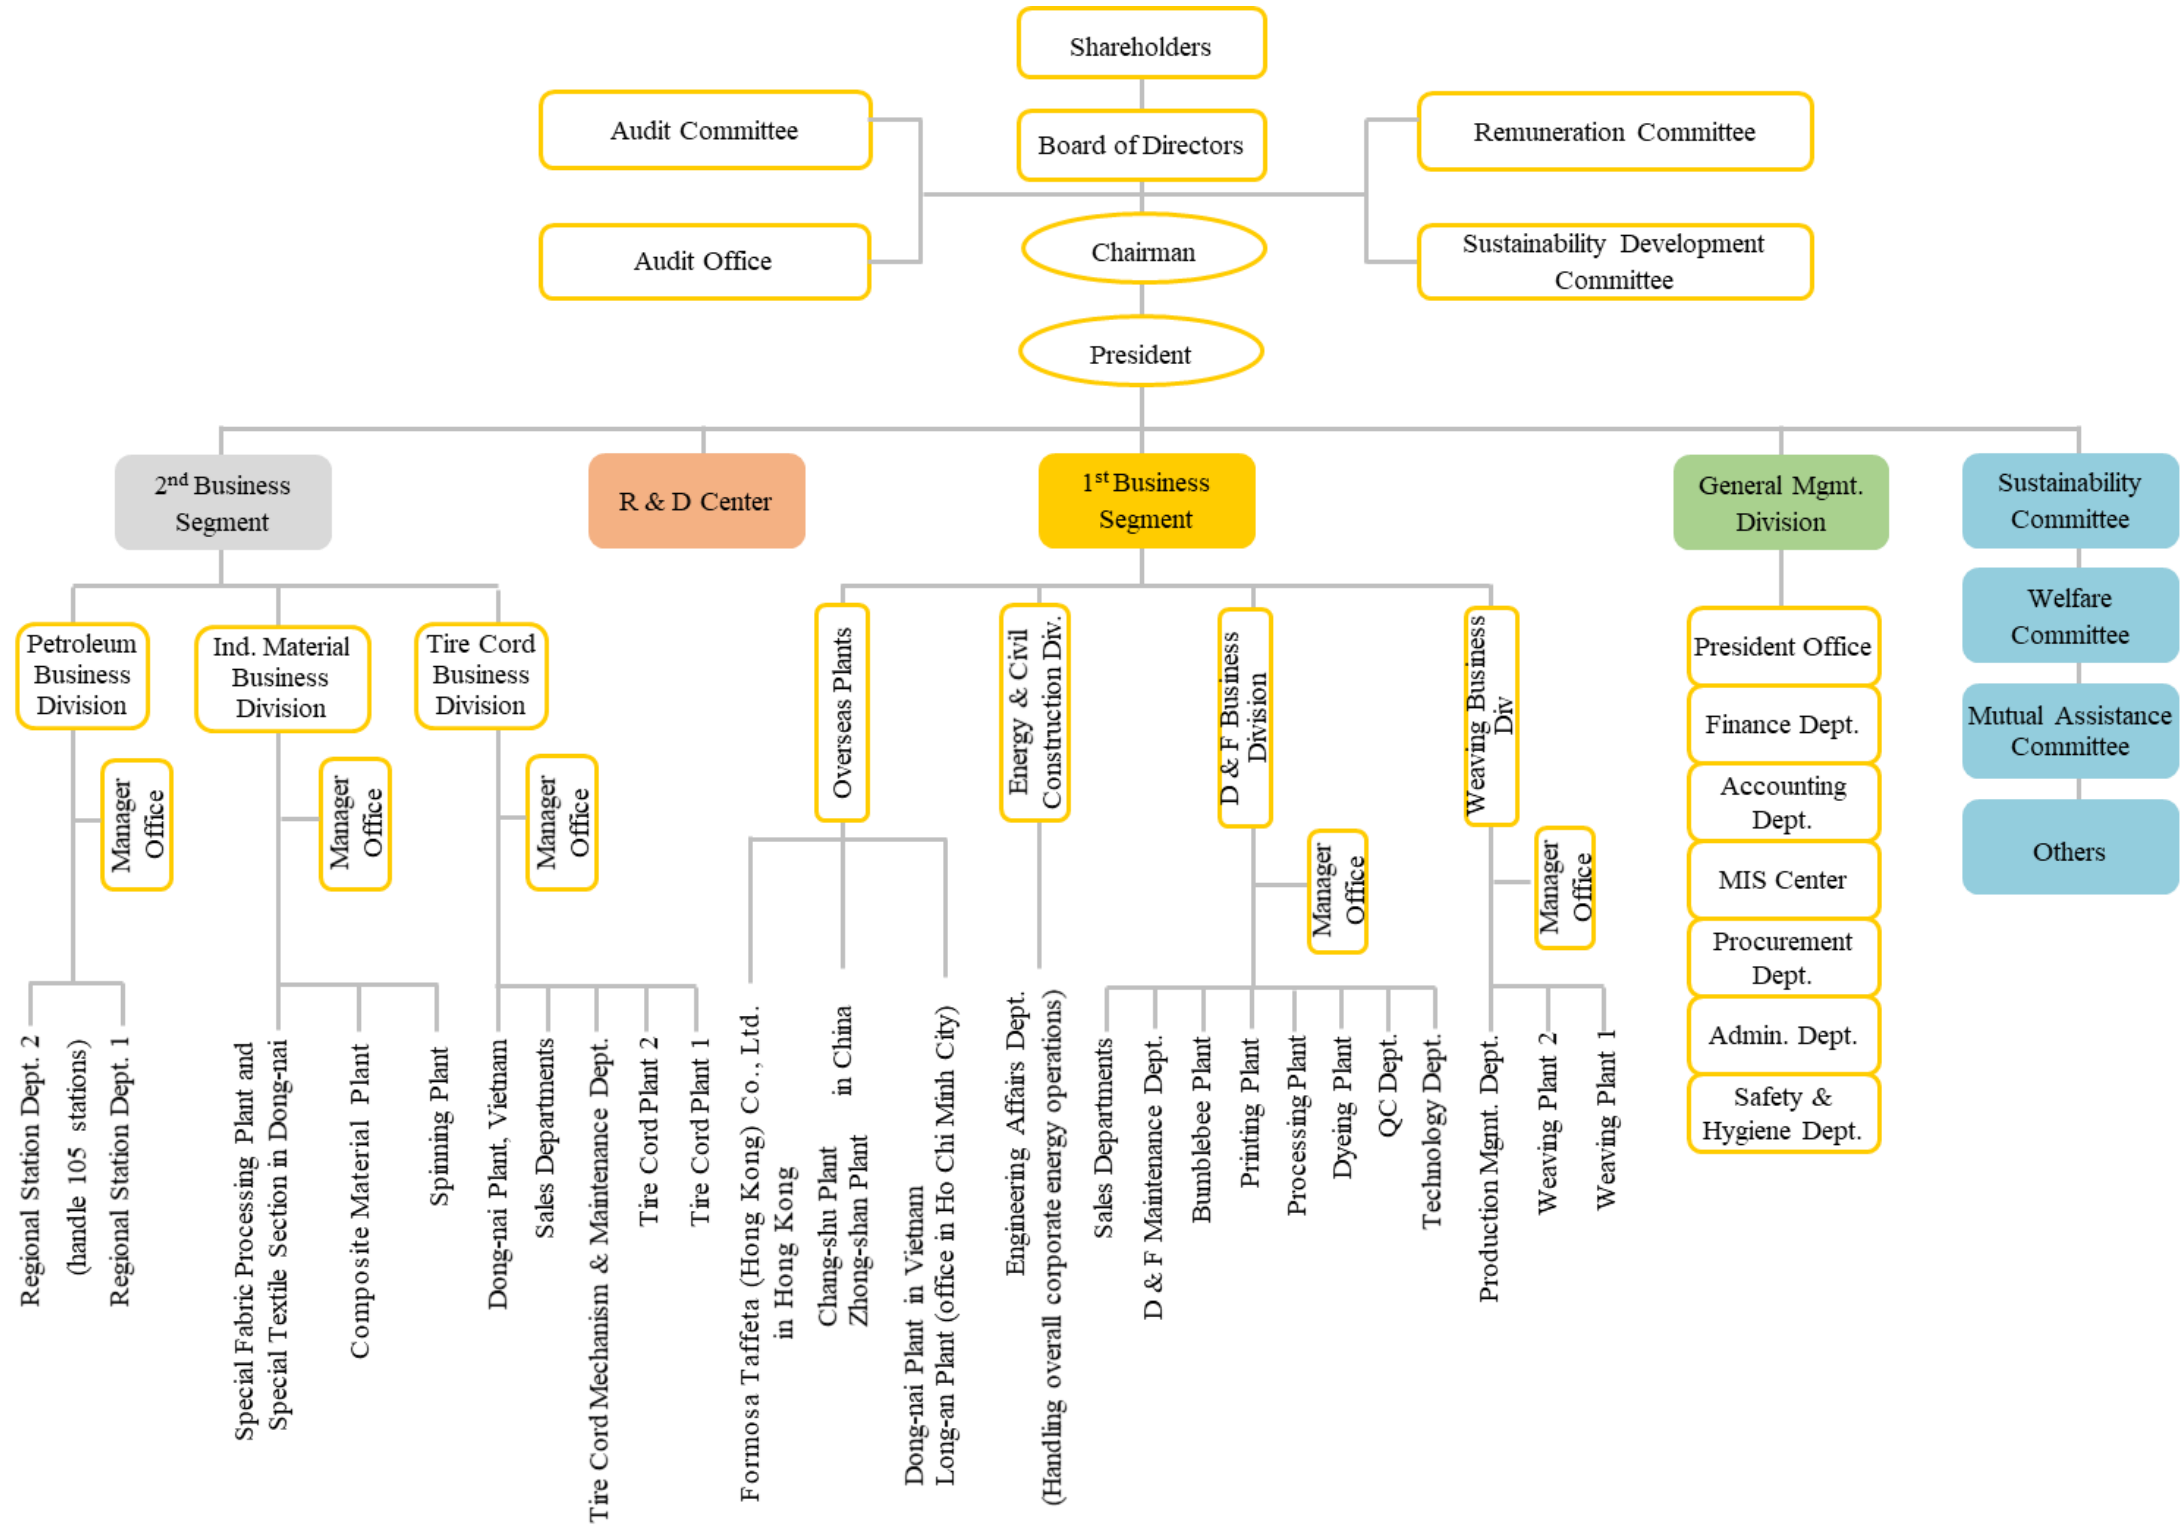 Shareholders
Audit Committee
Board of Directors
Remuneration Committee
Audit Office
Chairman
Sustainability Development
Committee
President
2nd Business
Segment
R & D Center
1st Business
Segment
General Mgmt.
Division
Sustainability
Committee
Welfare
Committee
Mutual Assistance
Committee
Others
Petroleum
Business
Division
Ind. Material
Business
Division
Tire Cord
Business
Division
Overseas Plants
Energy & Civil
Construction Div.
D & F Business
Division
Weaving Business
Div
President Office
Finance Dept.
Accounting
Dept.
MIS Center
Procurement
Dept.
Admin. Dept.
Safety &
Hygiene Dept.
Manager
Office
Manager
Office
Manager
Office
Manager
Office
Manager
Office
Regional Station Dept. 2
(handle 105 stations)
Regional Station Dept. 1
Special Fabric Processing Plant and
Special Textile Section in Dong-nai
Composite Material Plant
Spinning Plant
Dong-nai Plant, Vietnam
Sales Departments
Tire Cord Mechanism & Maintenance Dept.
Tire Cord Plant 2
Tire Cord Plant 1
Formosa Taffeta (Hong Kong) Co., Ltd.
in Hong Kong
Chang-shu Plant in China
Zhong-shan Plant
Dong-nai Plant in Vietnam
Long-an Plant (office in Ho Chi Minh City)
Engineering Affairs Dept.
(Handling overall corporate energy operations)
Sales Departments
D & F Maintenance Dept.
Bumblebee Plant
Printing Plant
Processing Plant
Dyeing Plant
QC Dept.
Technology Dept.
Production Mgmt. Dept.
Weaving Plant 2
Weaving Plant 1